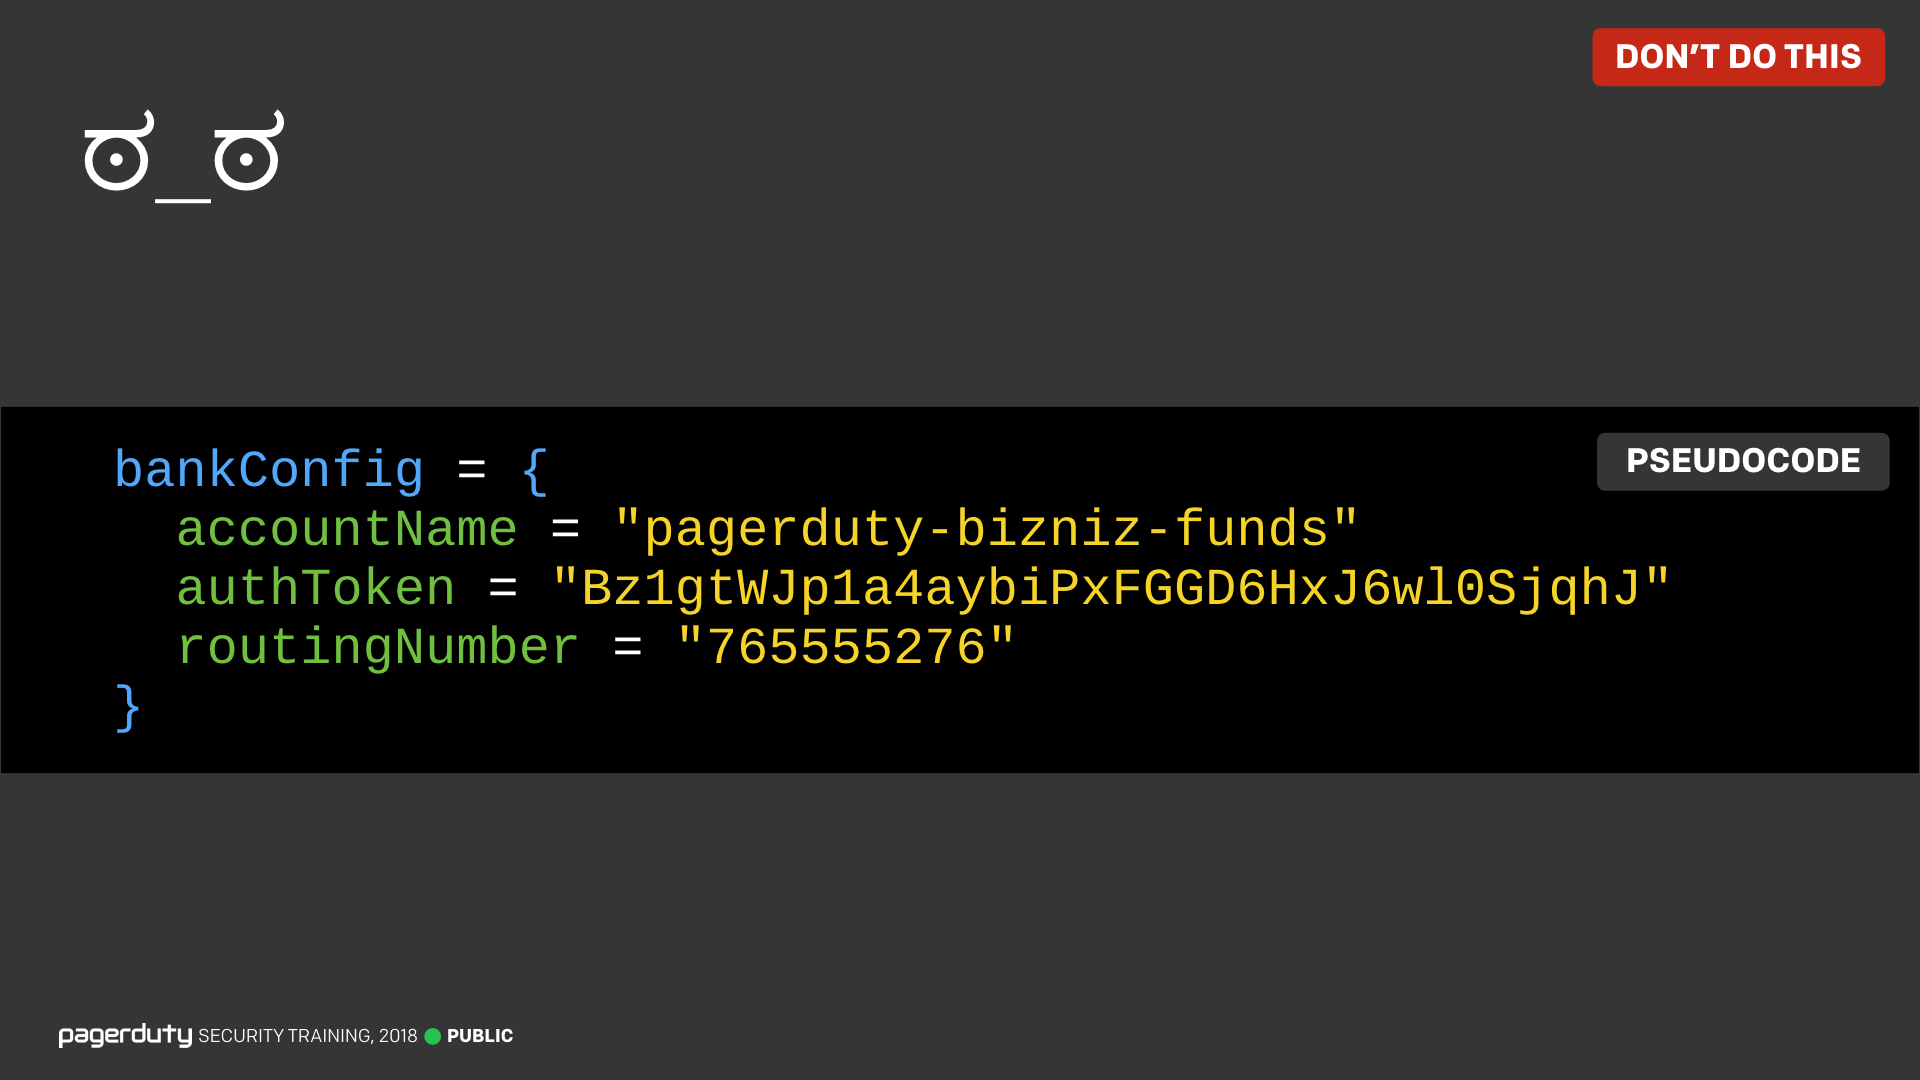 DON’T DO THIS
ಠ_ಠ
PSEUDOCODE
bankConfig = {
  accountName = "pagerduty-bizniz-funds"
  authToken = "Bz1gtWJp1a4aybiPxFGGD6HxJ6wl0SjqhJ"
  routingNumber = "765555276"
}
pagerduty SECURITY TRAINING, 2018 PUBLIC